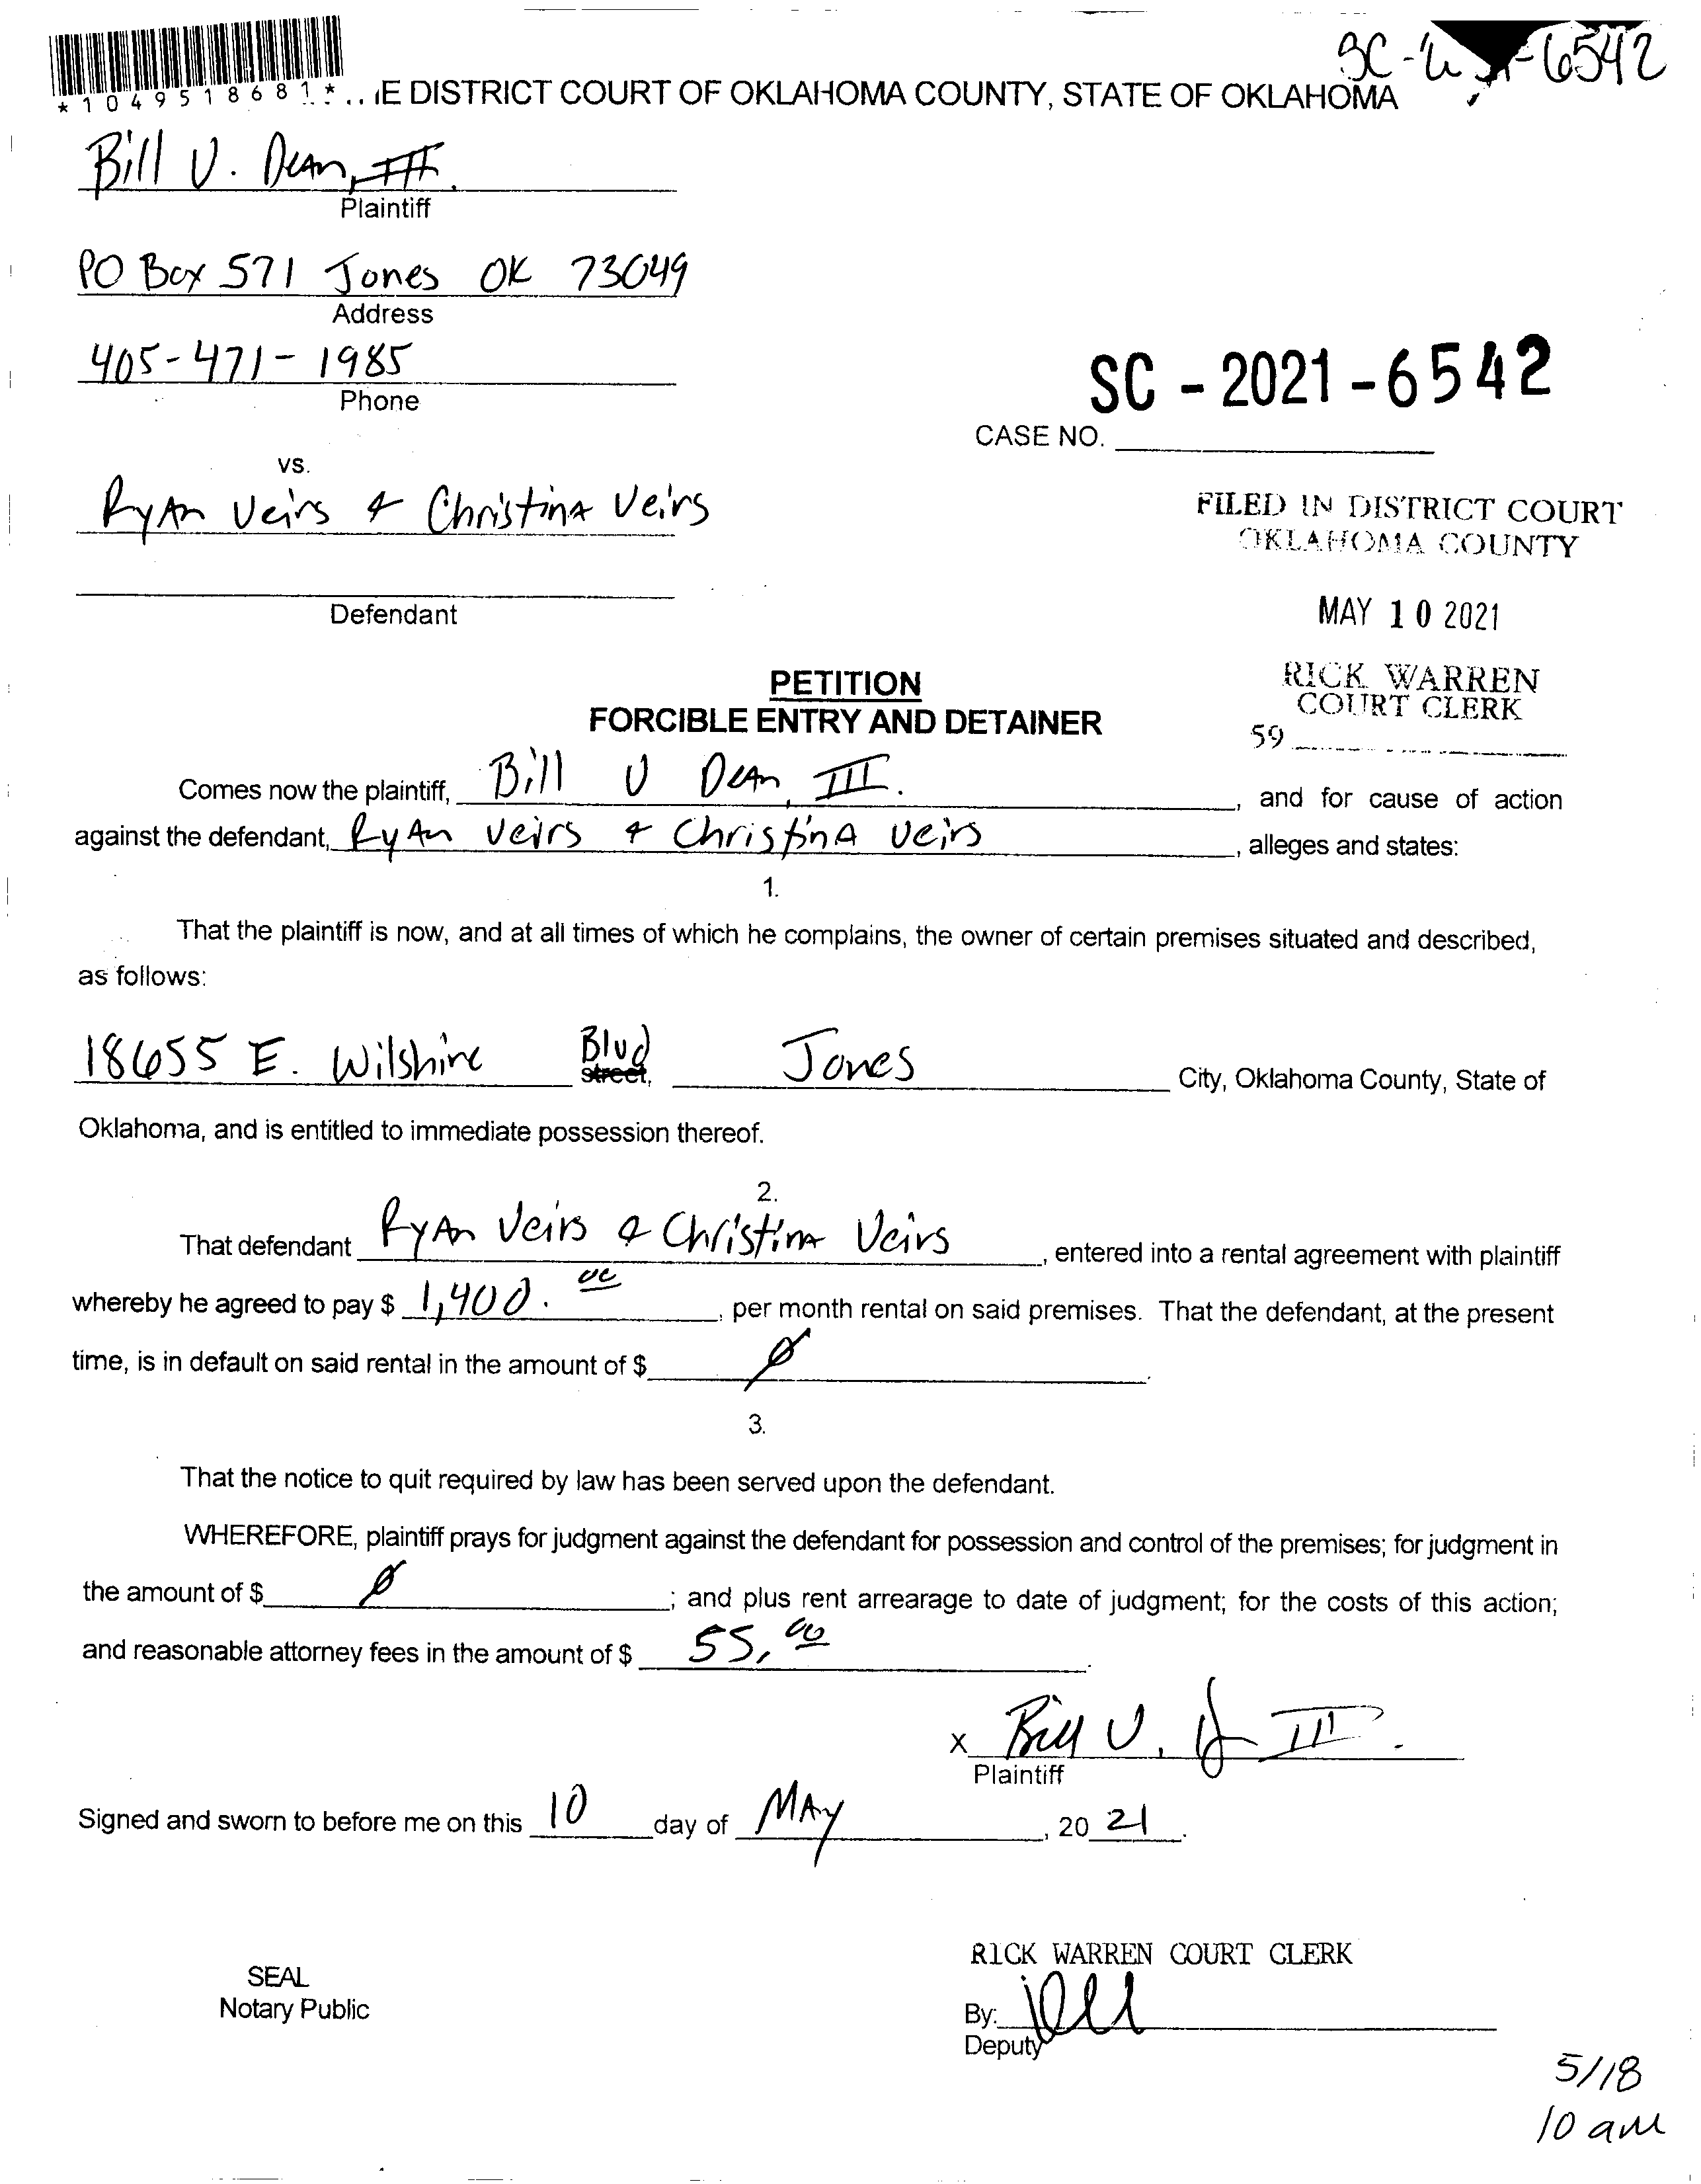 SC-2021-6542
*1049518681*
E DISTRICT COURT OF OKLAHOMA COUNTY, STATE OF OKLAHOMA
Bill V. Dean, III.
Plaintiff
PO Box 571 Jones OK 73049
Address
405-471-1985
Phone
SC - 2021 - 6542
CASE NO.
vs.
Ryan Veirs & Christina Veirs
Defendant
FILED IN DISTRICT COURT
OKLAHOMA COUNTY
MAY 10 2021
RICK WARREN
COURT CLERK
59
PETITION
FORCIBLE ENTRY AND DETAINER
Comes now the plaintiff, Bill V Dean, III. , and for cause of action
against the defendant, Ryan Veirs & Christina Veirs , alleges and states:
1.
That the plaintiff is now, and at all times of which he complains, the owner of certain premises situated and described,
as follows:
18655 E. Wilshire Blvd street, Jones City, Oklahoma County, State of
Oklahoma, and is entitled to immediate possession thereof.
2.
That defendant Ryan Veirs & Christina Veirs , entered into a rental agreement with plaintiff
whereby he agreed to pay $ 1,400.00 , per month rental on said premises. That the defendant, at the present
time, is in default on said rental in the amount of $ Ø .
3.
That the notice to quit required by law has been served upon the defendant.
WHEREFORE, plaintiff prays for judgment against the defendant for possession and control of the premises; for judgment in
the amount of $ Ø ; and plus rent arrearage to date of judgment; for the costs of this action;
and reasonable attorney fees in the amount of $ 55.00 .
x Bill V. D III.
Plaintiff
Signed and sworn to before me on this 10 day of May , 20 21 .
RICK WARREN COURT CLERK
SEAL
Notary Public
By:
Deputy
5/18
10 am